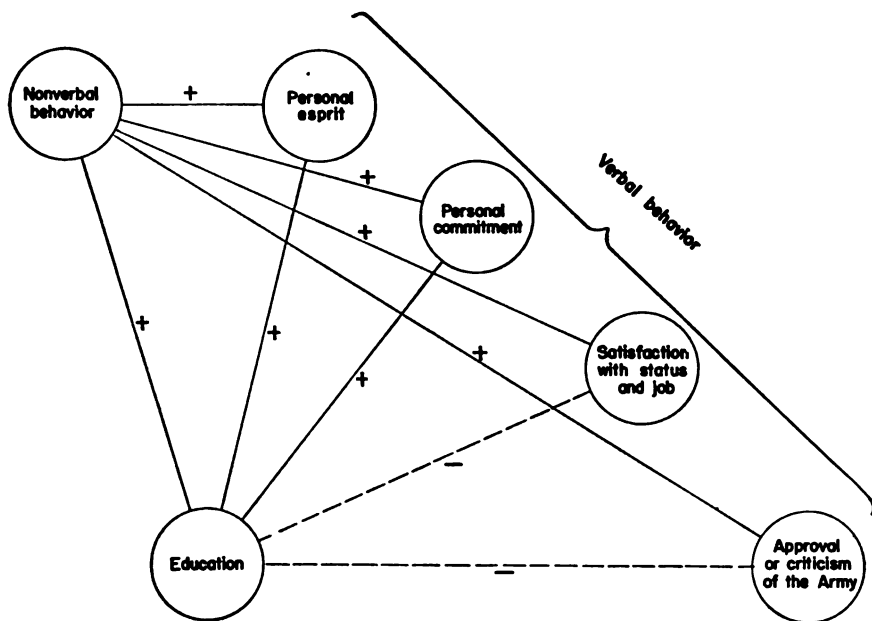 Nonverbal
behavior
+
Personal
esprit
Verbal behavior
+
Personal
commitment
+
+
+
+
Satisfaction
with status
and job
+
–
Education
–
Approval
or criticism
of the Army